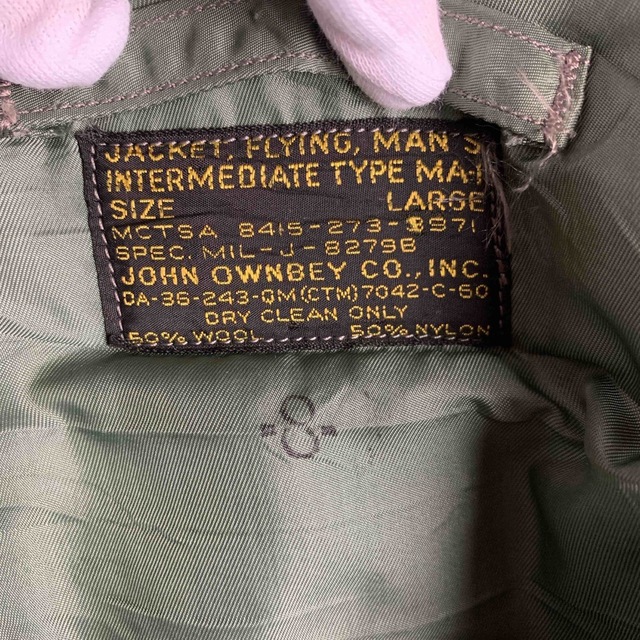 JACKET, FLYING, MAN'S
INTERMEDIATE TYPE MA-1
SIZE LARGE
MCTSA 8415-273-3971
SPEC. MIL-J-8279B
JOHN OWNBEY CO., INC.
DA-36-243-QM(CTM)7042-C-60
DRY CLEAN ONLY
50% WOOL 50% NYLON
"8"